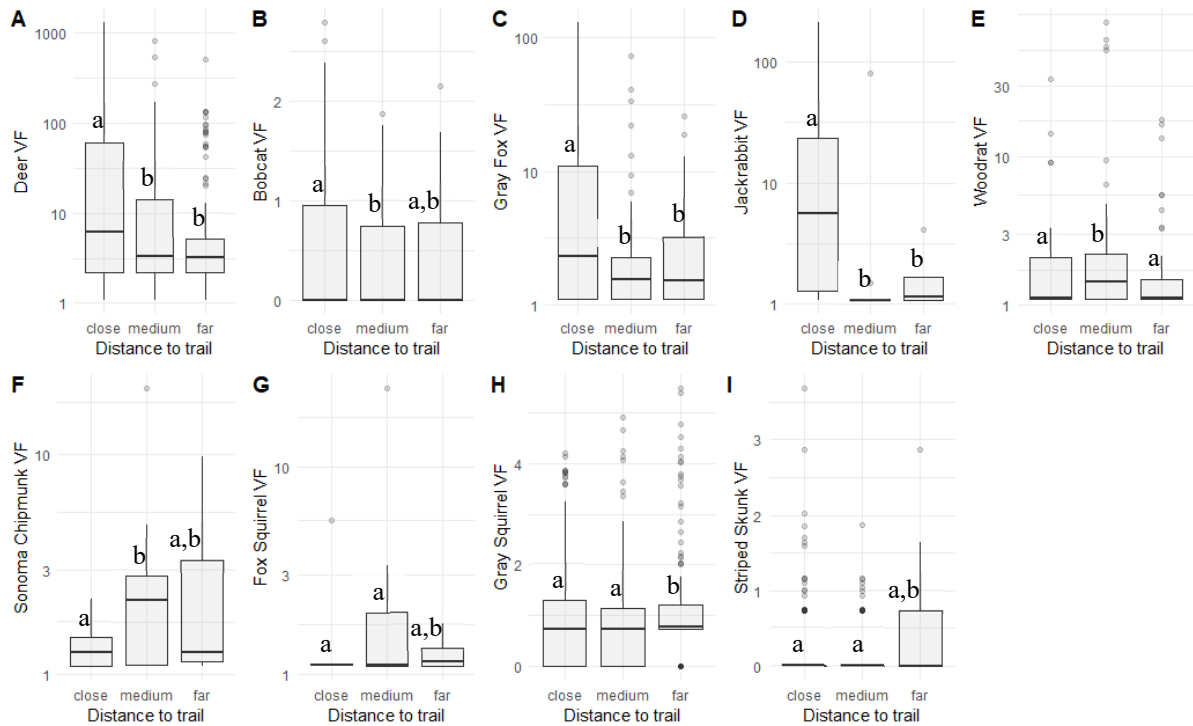 A
Deer VF
1000
100
10
1
a
b
b
close medium far
Distance to trail
B
Bobcat VF
2
1
0
a
b
a,b
close medium far
Distance to trail
C
Gray Fox VF
100
10
1
a
b
b
close medium far
Distance to trail
D
Jackrabbit VF
100
10
1
a
b
b
close medium far
Distance to trail
E
Woodrat VF
30
10
3
1
a
b
a
close medium far
Distance to trail
F
Sonoma Chipmunk VF
10
3
1
a
b
a,b
close medium far
Distance to trail
G
Fox Squirrel VF
10
3
1
a
a
a,b
close medium far
Distance to trail
H
Gray Squirrel VF
4
2
0
a
a
b
close medium far
Distance to trail
I
Striped Skunk VF
3
2
1
0
a
a
a,b
close medium far
Distance to trail